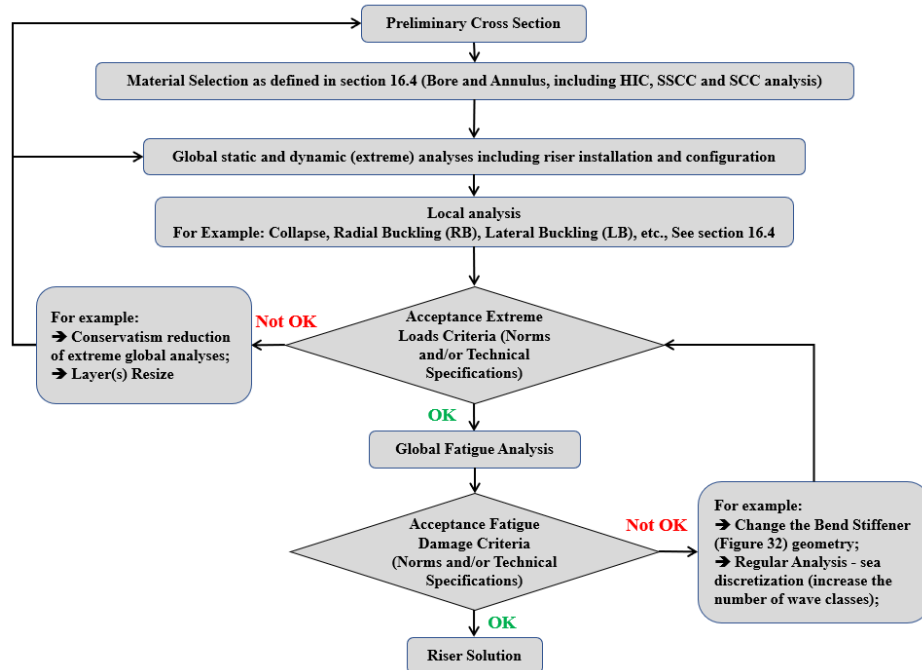 Preliminary Cross Section
Material Selection as defined in section 16.4 (Bore and Annulus, including HIC, SSCC and SCC analysis)
Global static and dynamic (extreme) analyses including riser installation and configuration
Local analysis
For Example: Collapse, Radial Buckling (RB), Lateral Buckling (LB), etc., See section 16.4
Acceptance Extreme
Loads Criteria (Norms
and/or Technical
Specifications)
Not OK
For example:
➔ Conservatism reduction
of extreme global analyses;
➔ Layer(s) Resize
OK
Global Fatigue Analysis
Acceptance Fatigue
Damage Criteria
(Norms and/or Technical
Specifications)
Not OK
For example:
➔ Change the Bend Stiffener
(Figure 32) geometry;
➔ Regular Analysis - sea
discretization (increase the
number of wave classes);
OK
Riser Solution